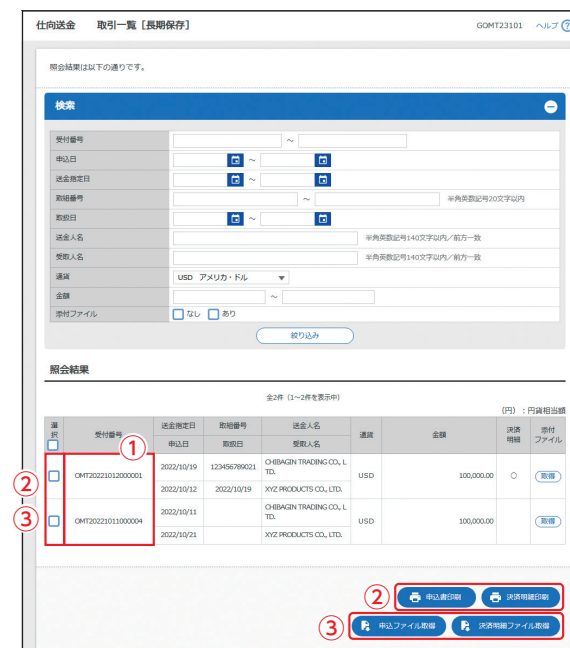 仕向送金 取引一覧 [長期保存] GOMT23101 ヘルプ ?
照会結果は以下の通りです。
検索
受付番号 ～
申込日 ～
送金指定日 ～
取組番号 ～ 半角英数記号20文字以内
取扱日 ～
送金人名 半角英数記号140文字以内／前方一致
受取人名 半角英数記号140文字以内／前方一致
通貨 USD アメリカ・ドル ▼
金額 ～
添付ファイル なし あり
絞り込み
照会結果
全2件 (1～2件を表示中)
(円) : 円貨相当額
選択 受付番号 送金指定日 取組番号 送金人名 通貨 金額 決済明細 添付ファイル
申込日 取扱日 受取人名
①
② OMT20221012000001 2022/10/19 123456789021 CHIBAGIN TRADING CO., L
TD. USD 100,000.00 ○ 取得
2022/10/12 2022/10/19 XYZ PRODUCTS CO., LTD.
③ OMT20221011000004 2022/10/11 CHIBAGIN TRADING CO., L
TD. USD 100,000.00 取得
2022/10/21 XYZ PRODUCTS CO., LTD.
② 申込書印刷 決済明細印刷
③ 申込ファイル取得 決済明細ファイル取得